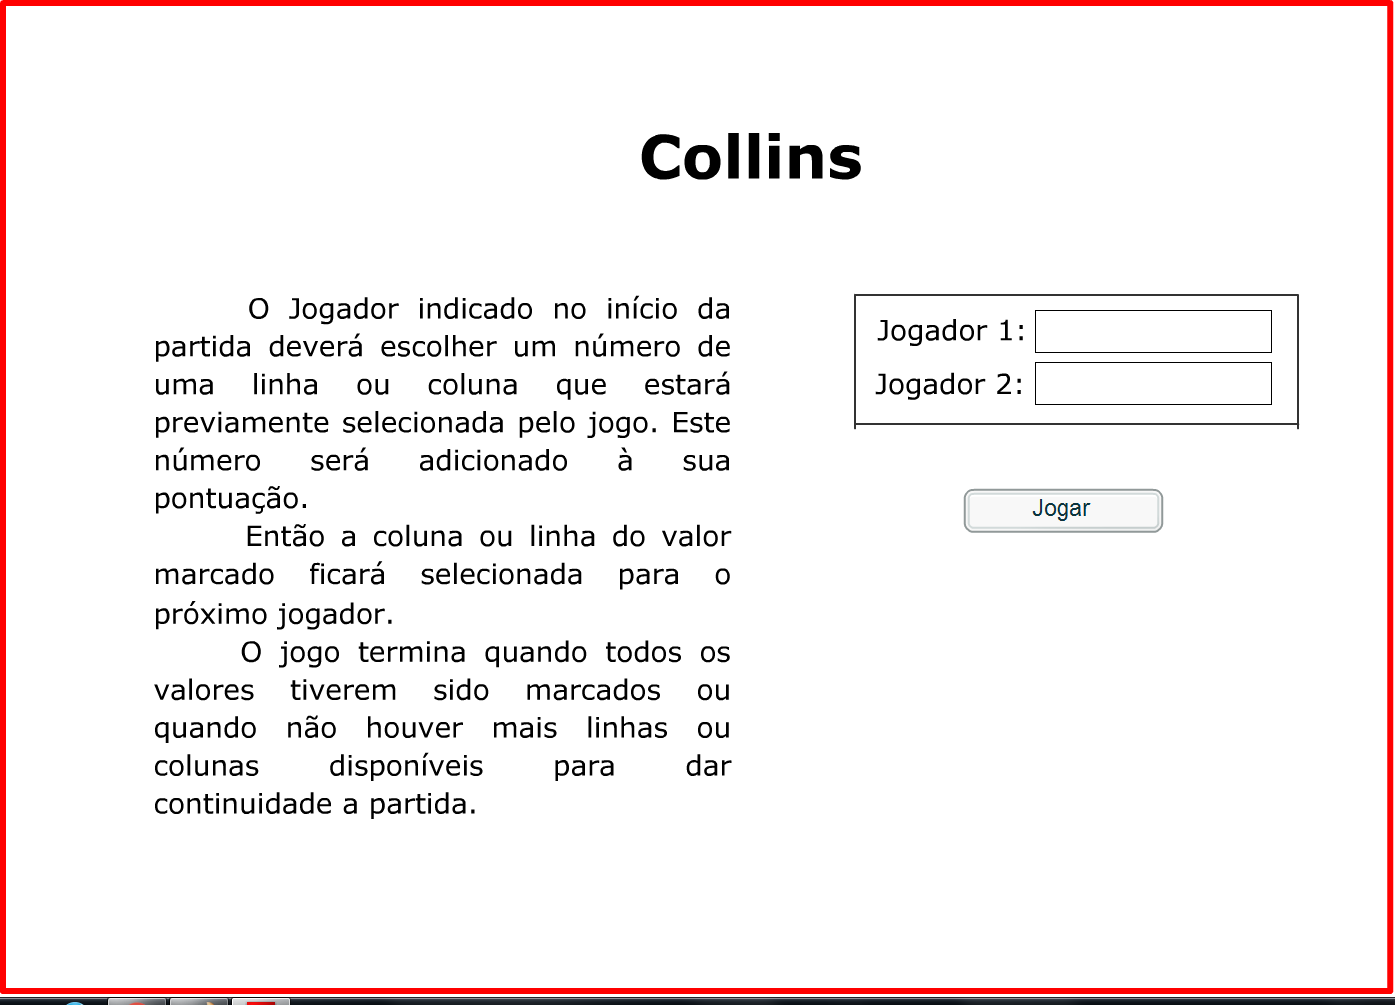 Collins
O Jogador indicado no início da
partida deverá escolher um número de
uma linha ou coluna que estará
previamente selecionada pelo jogo. Este
número será adicionado à sua
pontuação.
Então a coluna ou linha do valor
marcado ficará selecionada para o
próximo jogador.
O jogo termina quando todos os
valores tiverem sido marcados ou
quando não houver mais linhas ou
colunas disponíveis para dar
continuidade a partida.
Jogador 1:
Jogador 2:
Jogar